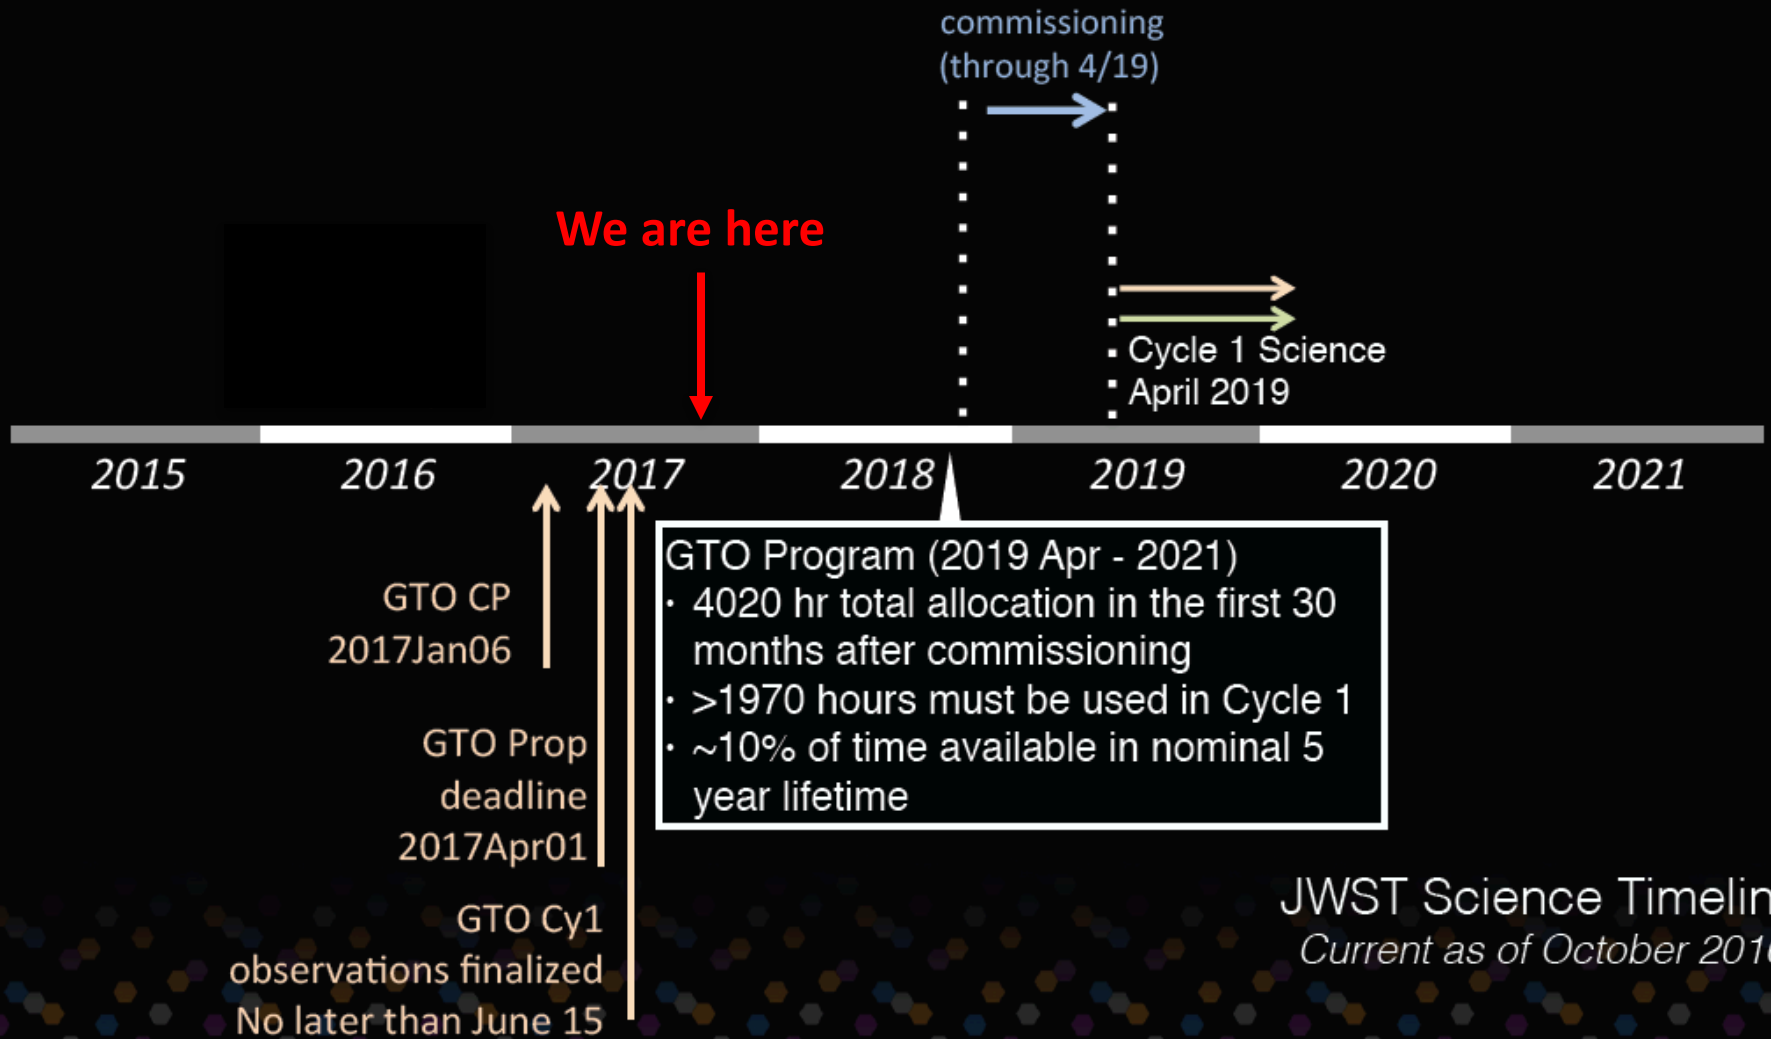 commissioning
(through 4/19)
We are here
Cycle 1 Science
April 2019
2015 2016 2017 2018 2019 2020 2021
GTO CP
2017Jan06
GTO Prop
deadline
2017Apr01
GTO Cy1
observations finalized
No later than June 15
GTO Program (2019 Apr - 2021)
· 4020 hr total allocation in the first 30
months after commissioning
· >1970 hours must be used in Cycle 1
· ~10% of time available in nominal 5
year lifetime
JWST Science Timelin
Current as of October 201